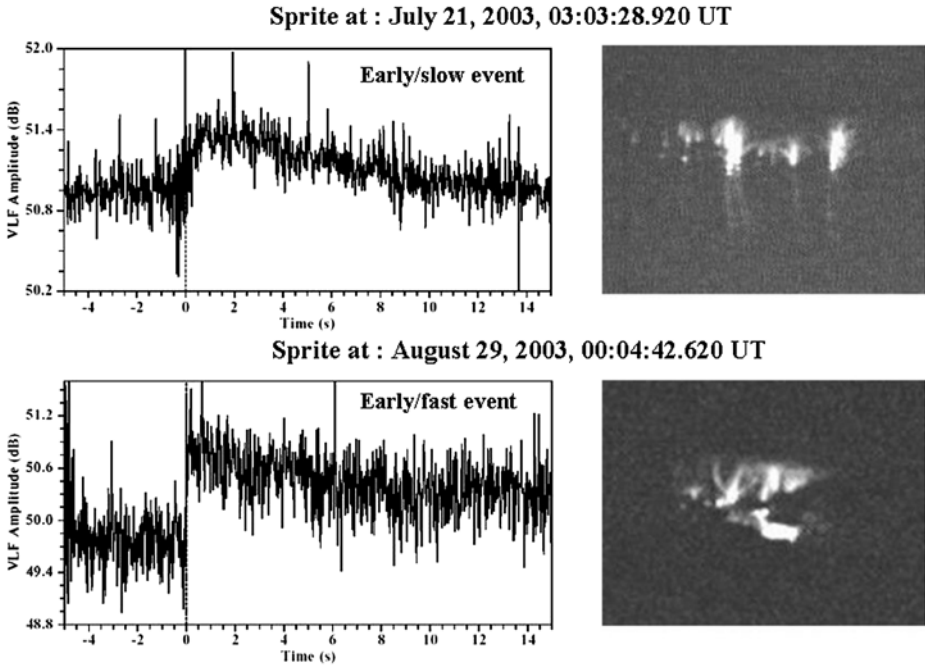 Sprite at : July 21, 2003, 03:03:28.920 UT
52.0
Early/slow event
51.4
VLF Amplitude (dB)
50.8
50.2
-4 -2 0 2 4 6 8 10 12 14
Time (s)
Sprite at : August 29, 2003, 00:04:42.620 UT
Early/fast event
51.2
50.6
VLF Amplitude (dB)
50.0
49.4
48.8
-4 -2 0 2 4 6 8 10 12 14
Time (s)